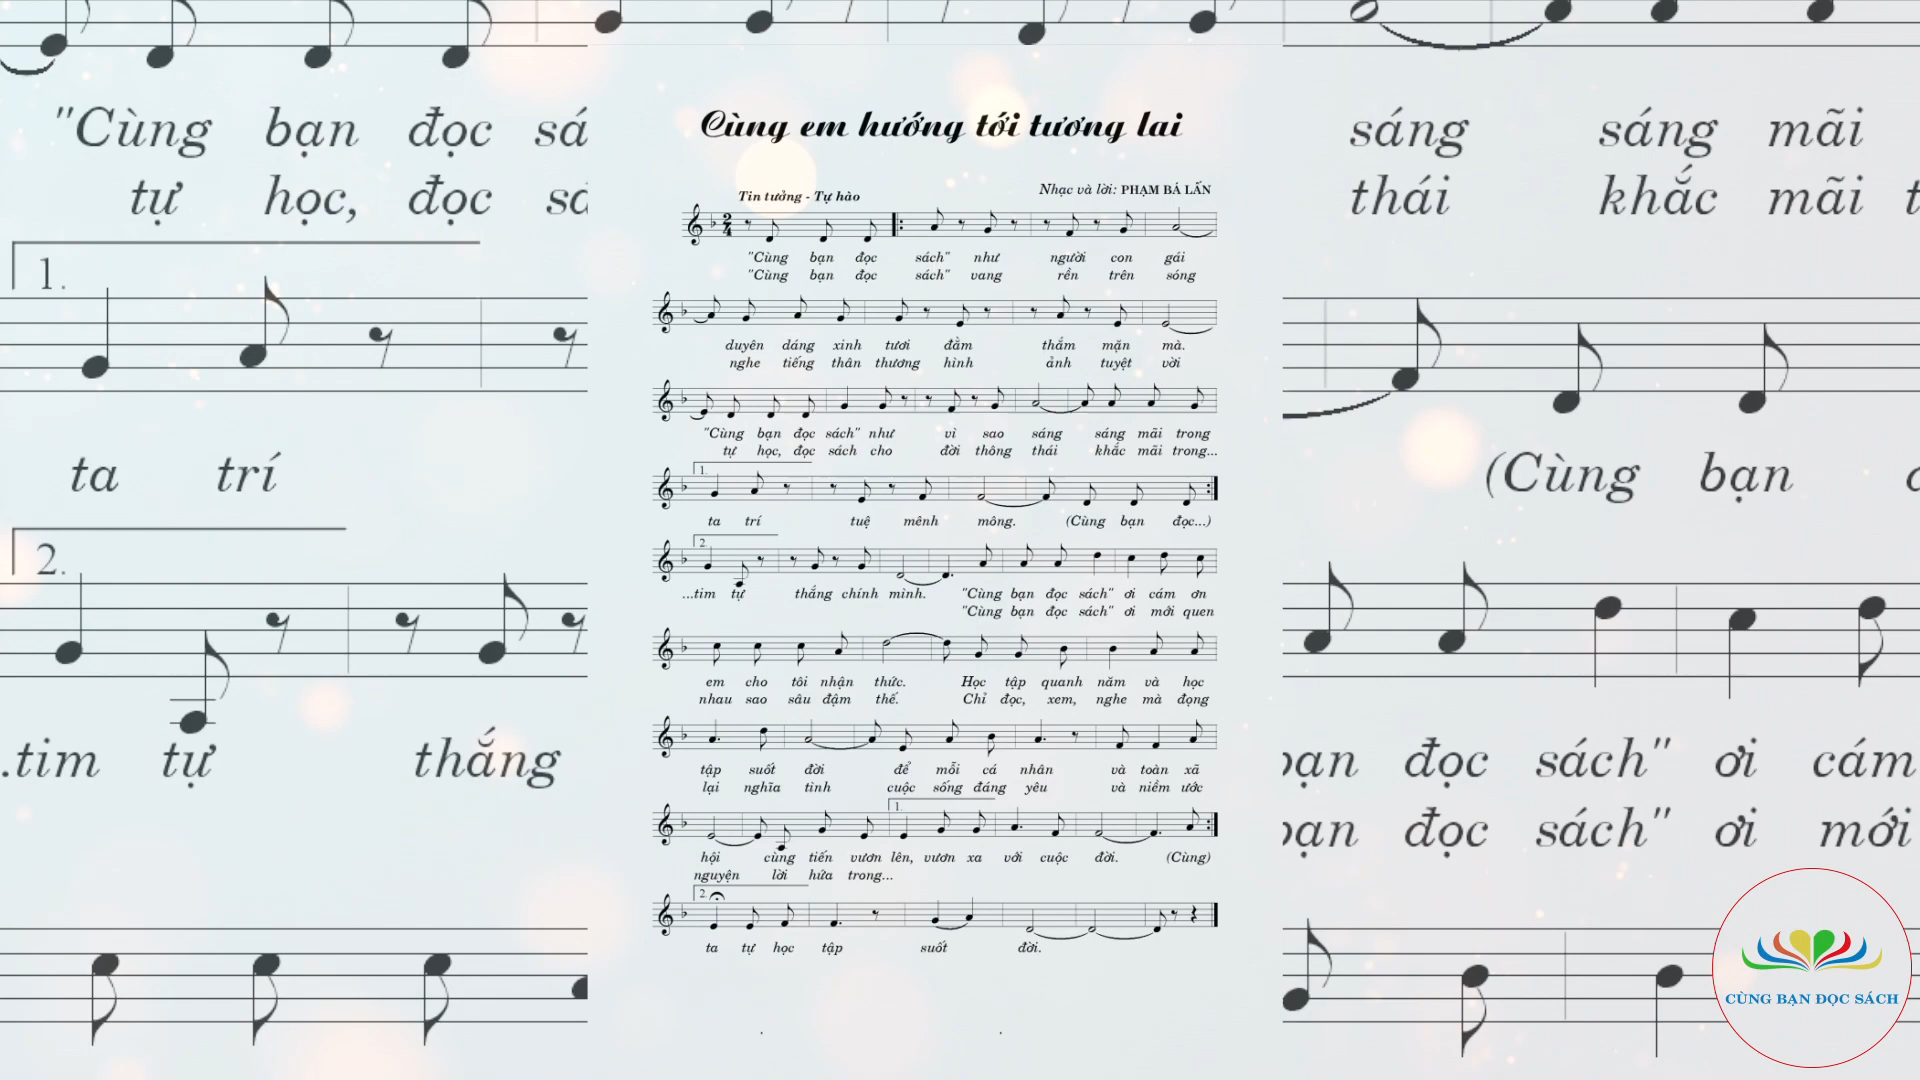 Cùng em hướng tới tương lai
Tin tưởng - Tự hào
Nhạc và lời: PHẠM BÁ LẤN
"Cùng bạn đọc sách" như người con gái
"Cùng bạn đọc sách" vang rền trên sóng
duyên dáng xinh tươi đằm thắm mặn mà.
nghe tiếng thân thương hình ảnh tuyệt vời
"Cùng bạn đọc sách" như vì sao sáng sáng mãi trong
tự học, đọc sách cho đời thông thái khắc mãi trong...
1.
ta trí tuệ mênh mông. (Cùng bạn đọc...)
2.
...tim tự thắng chính mình. "Cùng bạn đọc sách" ơi cám ơn
"Cùng bạn đọc sách" ơi mới quen
em cho tôi nhận thức. Học tập quanh năm và học
nhau sao sâu đậm thế. Chỉ đọc, xem, nghe mà đọng
tập suốt đời để mỗi cá nhân và toàn xã
lại nghĩa tình cuộc sống đáng yêu và niềm ước
1.
hội cùng tiến vươn lên, vươn xa với cuộc đời. (Cùng)
nguyện lời hứa trong...
2.
ta tự học tập suốt đời.
"Cùng bạn đọc sá
tự học, đọc
1.
ta trí
2.
.tim tự thắng
sáng sáng mãi
thái khắc mãi
(Cùng bạn
đọc sách" ơi cám
đọc sách" ơi mới
CÙNG BẠN ĐỌC SÁCH